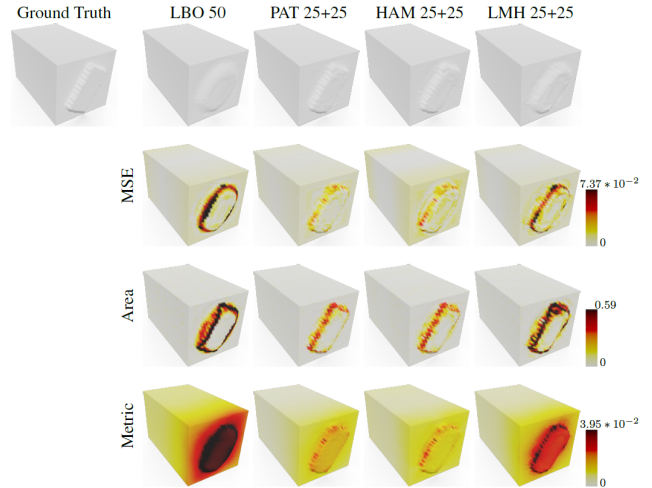 Ground Truth LBO 50 PAT 25+25 HAM 25+25 LMH 25+25
MSE
7.37 * 10⁻²
0
Area
0.59
0
Metric
3.95 * 10⁻²
0